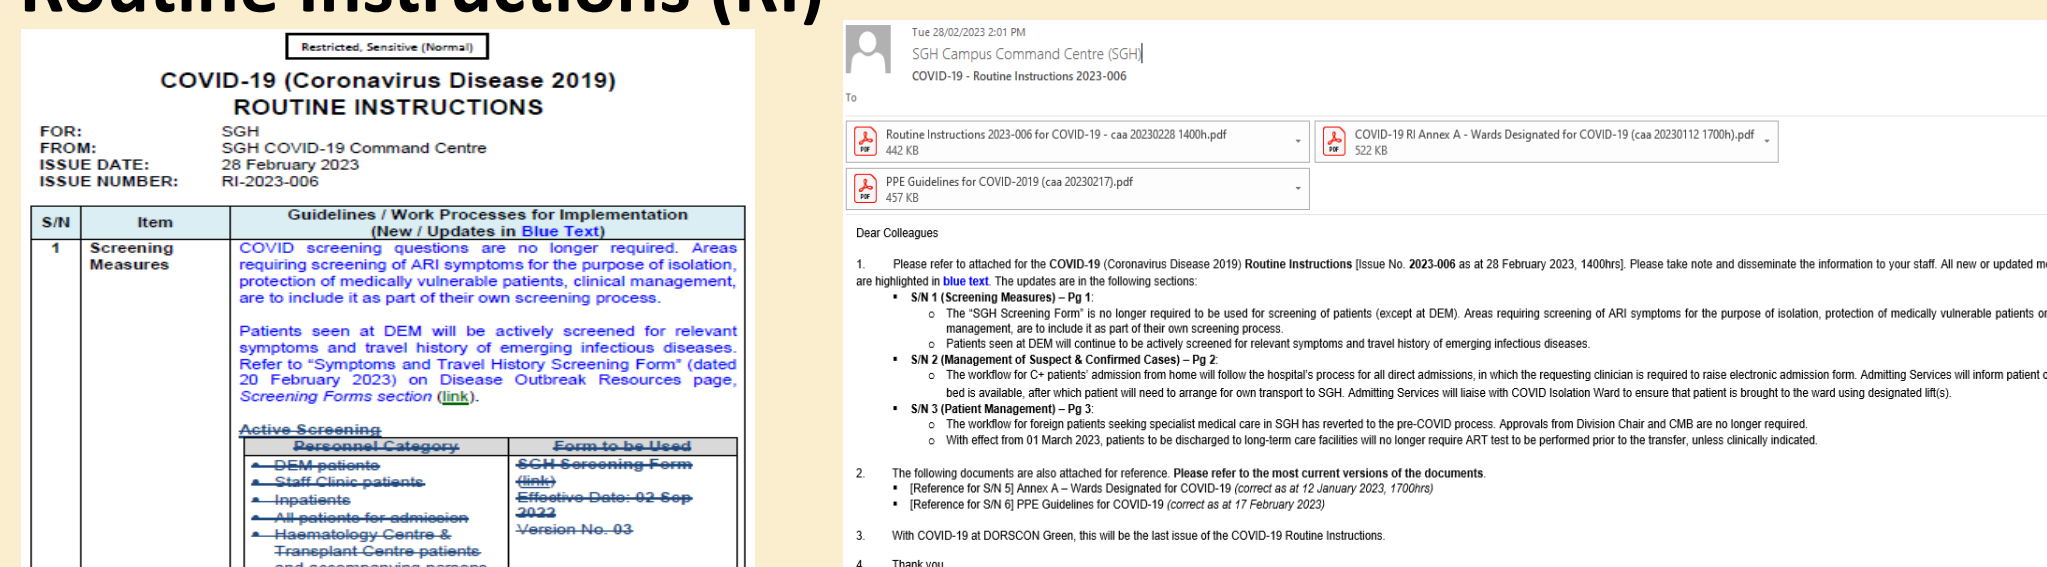 Routine Instructions (RI)
Restricted, Sensitive (Normal)
COVID-19 (Coronavirus Disease 2019)
ROUTINE INSTRUCTIONS
FOR: SGH
FROM: SGH COVID-19 Command Centre
ISSUE DATE: 28 February 2023
ISSUE NUMBER: RI-2023-006
S/N Item Guidelines / Work Processes for Implementation
(New / Updates in Blue Text)
1 Screening Measures
COVID screening questions are no longer required. Areas
requiring screening of ARI symptoms for the purpose of isolation,
protection of medically vulnerable patients, clinical management,
are to include it as part of their own screening process.
Patients seen at DEM will be actively screened for relevant
symptoms and travel history of emerging infectious diseases.
Refer to “Symptoms and Travel History Screening Form” (dated
20 February 2023) on Disease Outbreak Resources page,
Screening Forms section (link).
Active Screening
Personnel Category Form to be Used
• DEM patients
• Staff Clinic patients
• Inpatients
• All patients for admission
• Haematology Centre &
Transplant Centre patients
and accompanying persons
SGH Screening Form
(link)
Effective Date: 02 Sep
2022
Version No. 03
Tue 28/02/2023 2:01 PM
SGH Campus Command Centre (SGH)
COVID-19 - Routine Instructions 2023-006
To
Routine Instructions 2023-006 for COVID-19 - caa 20230228 1400h.pdf
442 KB
COVID-19 RI Annex A - Wards Designated for COVID-19 (caa 20230112 1700h).pdf
522 KB
PPE Guidelines for COVID-2019 (caa 20230217).pdf
457 KB
Dear Colleagues
1. Please refer to attached for the COVID-19 (Coronavirus Disease 2019) Routine Instructions [Issue No. 2023-006 as at 28 February 2023, 1400hrs]. Please take note and disseminate the information to your staff. All new or updated
are highlighted in blue text. The updates are in the following sections:
▪ S/N 1 (Screening Measures) – Pg 1:
o The “SGH Screening Form” is no longer required to be used for screening of patients (except at DEM). Areas requiring screening of ARI symptoms for the purpose of isolation, protection of medically vulnerable patients
management, are to include it as part of their own screening process.
o Patients seen at DEM will continue to be actively screened for relevant symptoms and travel history of emerging infectious diseases.
▪ S/N 2 (Management of Suspect & Confirmed Cases) – Pg 2:
o The workflow for C+ patients’ admission from home will follow the hospital’s process for all direct admissions, in which the requesting clinician is required to raise electronic admission form. Admitting Services will inform patient
bed is available, after which patient will need to arrange for own transport to SGH. Admitting Services will liaise with COVID Isolation Ward to ensure that patient is brought to the ward using designated lift(s).
▪ S/N 3 (Patient Management) – Pg 3:
o The workflow for foreign patients seeking specialist medical care in SGH has reverted to the pre-COVID process. Approvals from Division Chair and CMB are no longer required.
o With effect from 01 March 2023, patients to be discharged to long-term care facilities will no longer require ART test to be performed prior to the transfer, unless clinically indicated.
2. The following documents are also attached for reference. Please refer to the most current versions of the documents.
▪ [Reference for S/N 5] Annex A – Wards Designated for COVID-19 (correct as at 12 January 2023, 1700hrs)
▪ [Reference for S/N 6] PPE Guidelines for COVID-19 (correct as at 17 February 2023)
3. With COVID-19 at DORSCON Green, this will be the last issue of the COVID-19 Routine Instructions.
4. Thank you